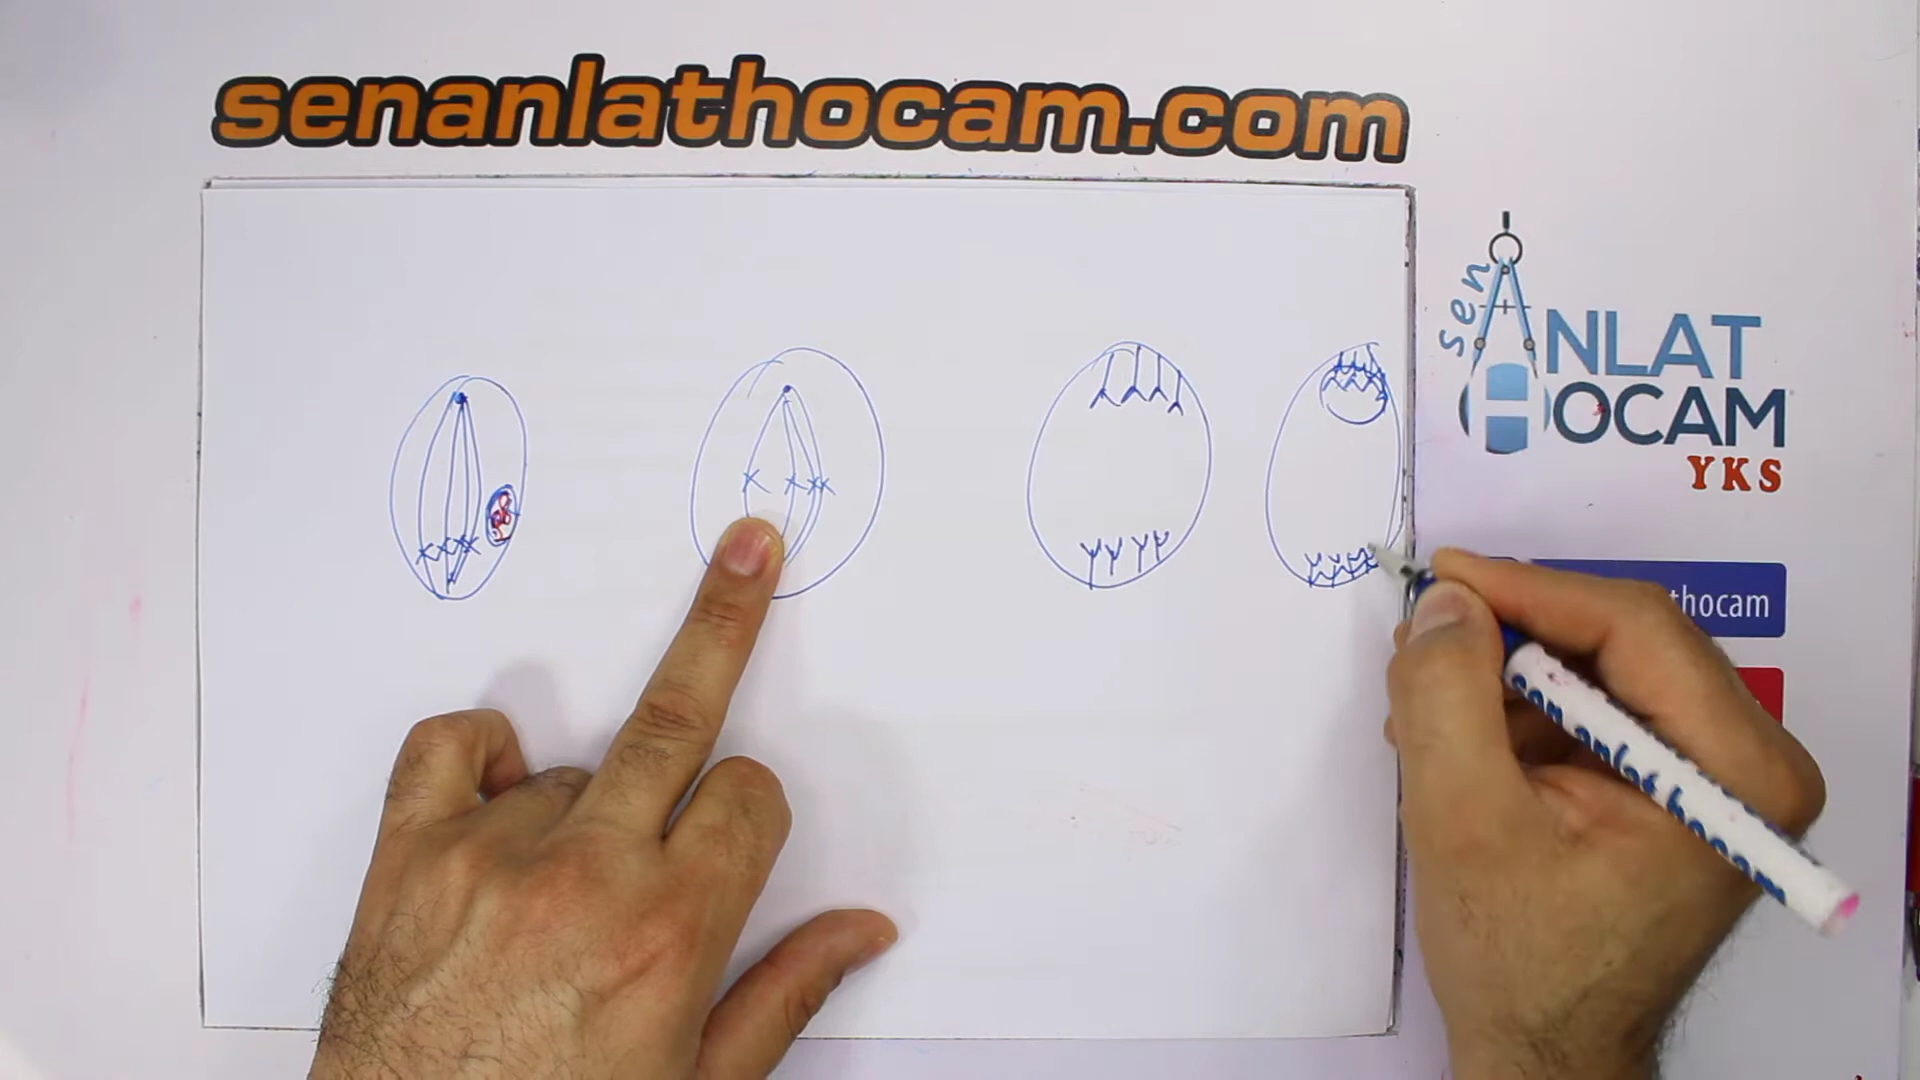 senanlathocam.com
sen
ANLAT
HOCAM
YKS
thocam
sen anlat hocam